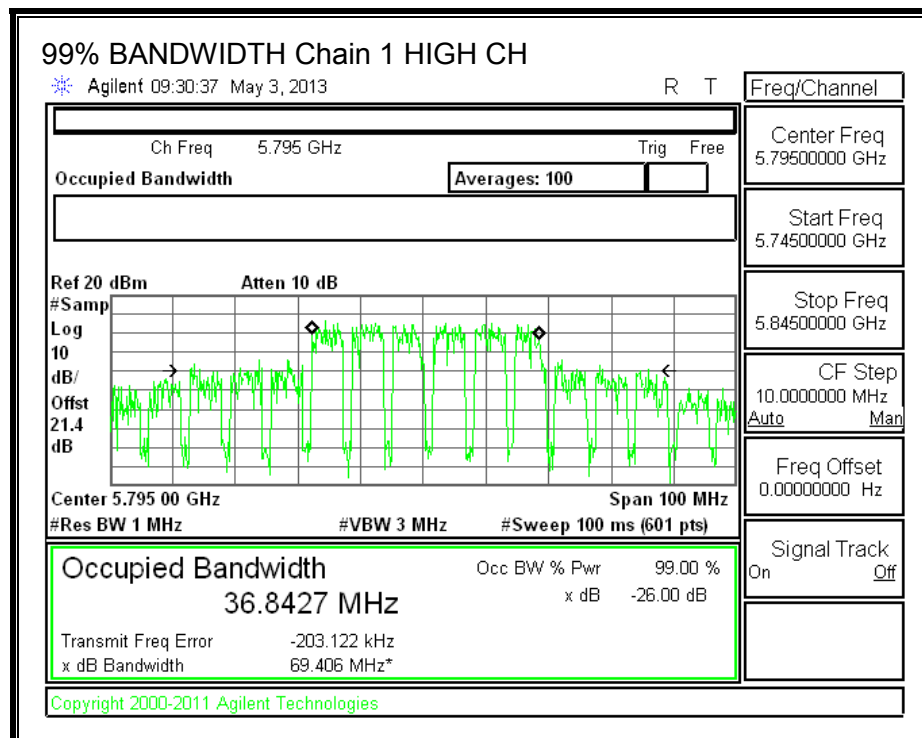 99% BANDWIDTH Chain 1 HIGH CH
Agilent 09:30:37 May 3, 2013 R T
Freq/Channel
Ch Freq 5.795 GHz Trig Free
Occupied Bandwidth Averages: 100
Center Freq
5.79500000 GHz
Start Freq
5.74500000 GHz
Stop Freq
5.84500000 GHz
CF Step
10.0000000 MHz
Auto Man
Freq Offset
0.00000000 Hz
Signal Track
On Off
Ref 20 dBm Atten 10 dB
#Samp
Log
10
dB/
Offst
21.4
dB
Center 5.795 00 GHz Span 100 MHz
#Res BW 1 MHz #VBW 3 MHz #Sweep 100 ms (601 pts)
Occupied Bandwidth Occ BW % Pwr 99.00 %
36.8427 MHz x dB -26.00 dB
Transmit Freq Error -203.122 kHz
x dB Bandwidth 69.406 MHz*
Copyright 2000-2011 Agilent Technologies